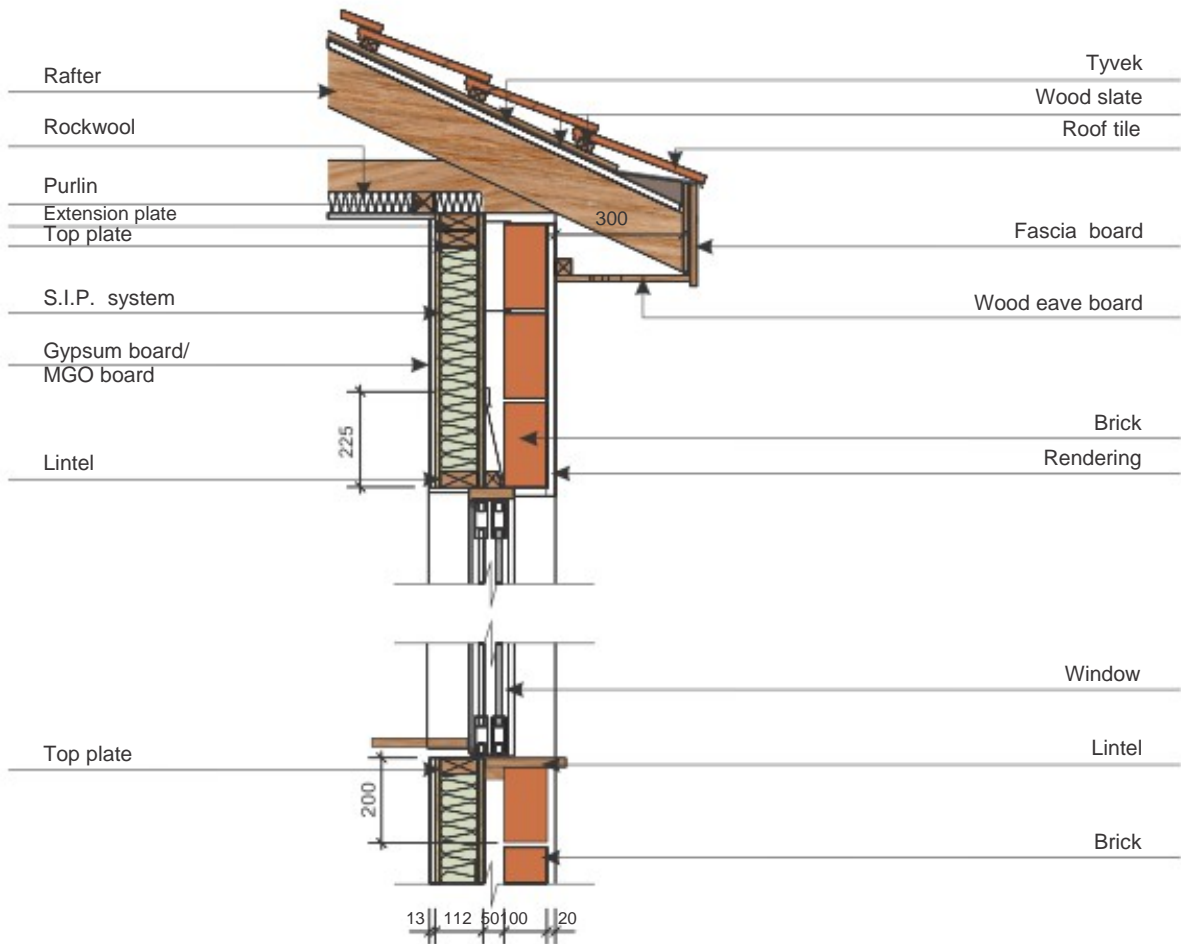 Rafter
Rockwool
Purlin
Extension plate
Top plate
S.I.P. system
Gypsum board/
MGO board
225
Lintel
Top plate
200
Tyvek
Wood slate
Roof tile
300
Fascia board
Wood eave board
Brick
Rendering
Window
Lintel
Brick
13 112 50 100 20